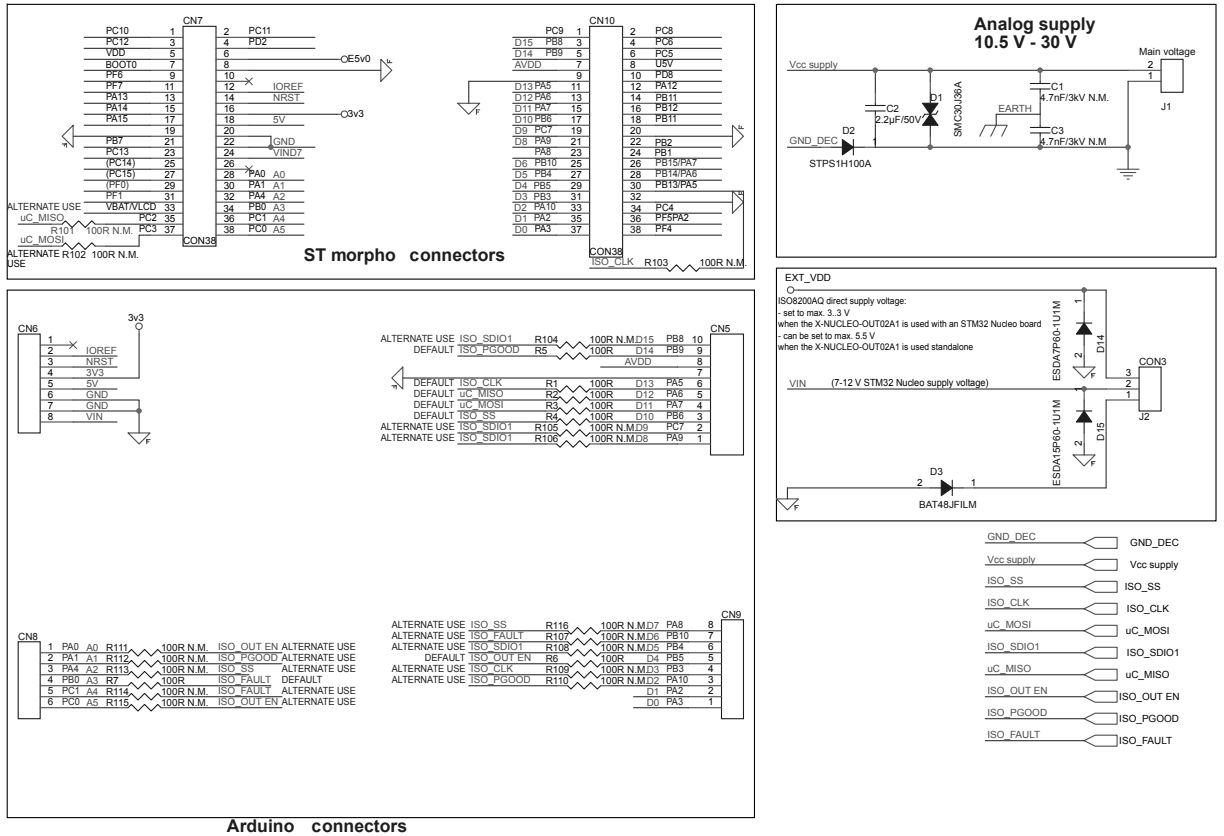 CN7
PC10 1 2 PC11
PC12 3 4 PD2
VDD 5 6 E5v0
BOOT0 7 8 F
PF6 9 10
PF7 11 12 IOREF
PA13 13 14 NRST
PA14 15 16 3v3
PA15 17 18 5V
F 19 20
PB7 21 22 GND
PC13 23 24 VIND7
(PC14) 25 26
(PC15) 27 28 PA0 A0
(PF0) 29 30 PA1 A1
PF1 31 32 PA4 A2
ALTERNATE USE VBAT/VLCD 33 34 PB0 A3
uC_MISO R101 100R N.M. PC2 35 36 PC1 A4
uC_MOSI PC3 37 38 PC0 A5
ALTERNATE USE R102 100R N.M.
CON38
CN10
PC9 1 2 PC8
D15 PB8 3 4 PC6
D14 PB9 5 6 PC5
AVDD 7 8 U5V
9 10 PD8
D13 PA5 11 12 PA12
D12 PA6 13 14 PB11
D11 PA7 15 16 PB12
D10 PB6 17 18 PB11
D9 PC7 19 20
D8 PA9 21 22 PB2
PA8 23 24 PB1
D6 PB10 25 26 PB15/PA7
D5 PB4 27 28 PB14/PA6
D4 PB5 29 30 PB13/PA5
D3 PB3 31 32
D2 PA10 33 34 PC4
D1 PA2 35 36 PF5PA2
D0 PA3 37 38 PF4
F
F
F
CON38
ISO_CLK R103 100R N.M.
ST morpho connectors
Analog supply
10.5 V - 30 V
Main voltage
Vcc supply
2
1
J1
C2
2.2µF/50V
D1
SMC30J36A
C1
4.7nF/3kV N.M.
EARTH
C3
4.7nF/3kV N.M
GND_DEC D2 1
STPS1H100A
EXT_VDD
ISO8200AQ direct supply voltage:
- set to max. 3..3 V
when the X-NUCLEO-OUT02A1 is used with an STM32 Nucleo board
- can be set to max. 5.5 V
when the X-NUCLEO-OUT02A1 is used standalone
1
2
ESDA7P60-1U1M
D14
F
CON3
3
2
1
J2
VIN (7-12 V STM32 Nucleo supply voltage)
1
2
ESDA15P60-1U1M
D15
F
D3
2 1
BAT48JFILM
F
CN6
3v3
1
2 IOREF
3 NRST
4 3V3
5 5V
6 GND
7 GND
8 VIN
F
CN5
ALTERNATE USE ISO_SDIO1 R104 100R N.M. D15 PB8 10
DEFAULT ISO_PGOOD R5 100R D14 PB9 9
AVDD 8
F 7
DEFAULT ISO_CLK R1 100R D13 PA5 6
DEFAULT uC_MISO R2 100R D12 PA6 5
DEFAULT uC_MOSI R3 100R D11 PA7 4
DEFAULT ISO_SS R4 100R D10 PB6 3
ALTERNATE USE ISO_SDIO1 R105 100R N.M. D9 PC7 2
ALTERNATE USE ISO_SDIO1 R106 100R N.M. D8 PA9 1
CN8
1 PA0 A0 R111 100R N.M. ISO_OUT EN ALTERNATE USE
2 PA1 A1 R112 100R N.M. ISO_PGOOD ALTERNATE USE
3 PA4 A2 R113 100R N.M. ISO_SS ALTERNATE USE
4 PB0 A3 R7 100R ISO_FAULT DEFAULT
5 PC1 A4 R114 100R N.M. ISO_FAULT ALTERNATE USE
6 PC0 A5 R115 100R N.M. ISO_OUT EN ALTERNATE USE
CN9
ALTERNATE USE ISO_SS R116 100R N.M. D7 PA8 8
ALTERNATE USE ISO_FAULT R107 100R N.M. D6 PB10 7
ALTERNATE USE ISO_SDIO1 R108 100R N.M. D5 PB4 6
DEFAULT ISO_OUT EN R6 100R D4 PB5 5
ALTERNATE USE ISO_CLK R109 100R N.M. D3 PB3 4
ALTERNATE USE ISO_PGOOD R110 100R N.M. D2 PA10 3
D1 PA2 2
D0 PA3 1
GND_DEC GND_DEC
Vcc supply Vcc supply
ISO_SS ISO_SS
ISO_CLK ISO_CLK
uC_MOSI uC_MOSI
ISO_SDIO1 ISO_SDIO1
uC_MISO uC_MISO
ISO_OUT EN ISO_OUT EN
ISO_PGOOD ISO_PGOOD
ISO_FAULT ISO_FAULT
Arduino connectors